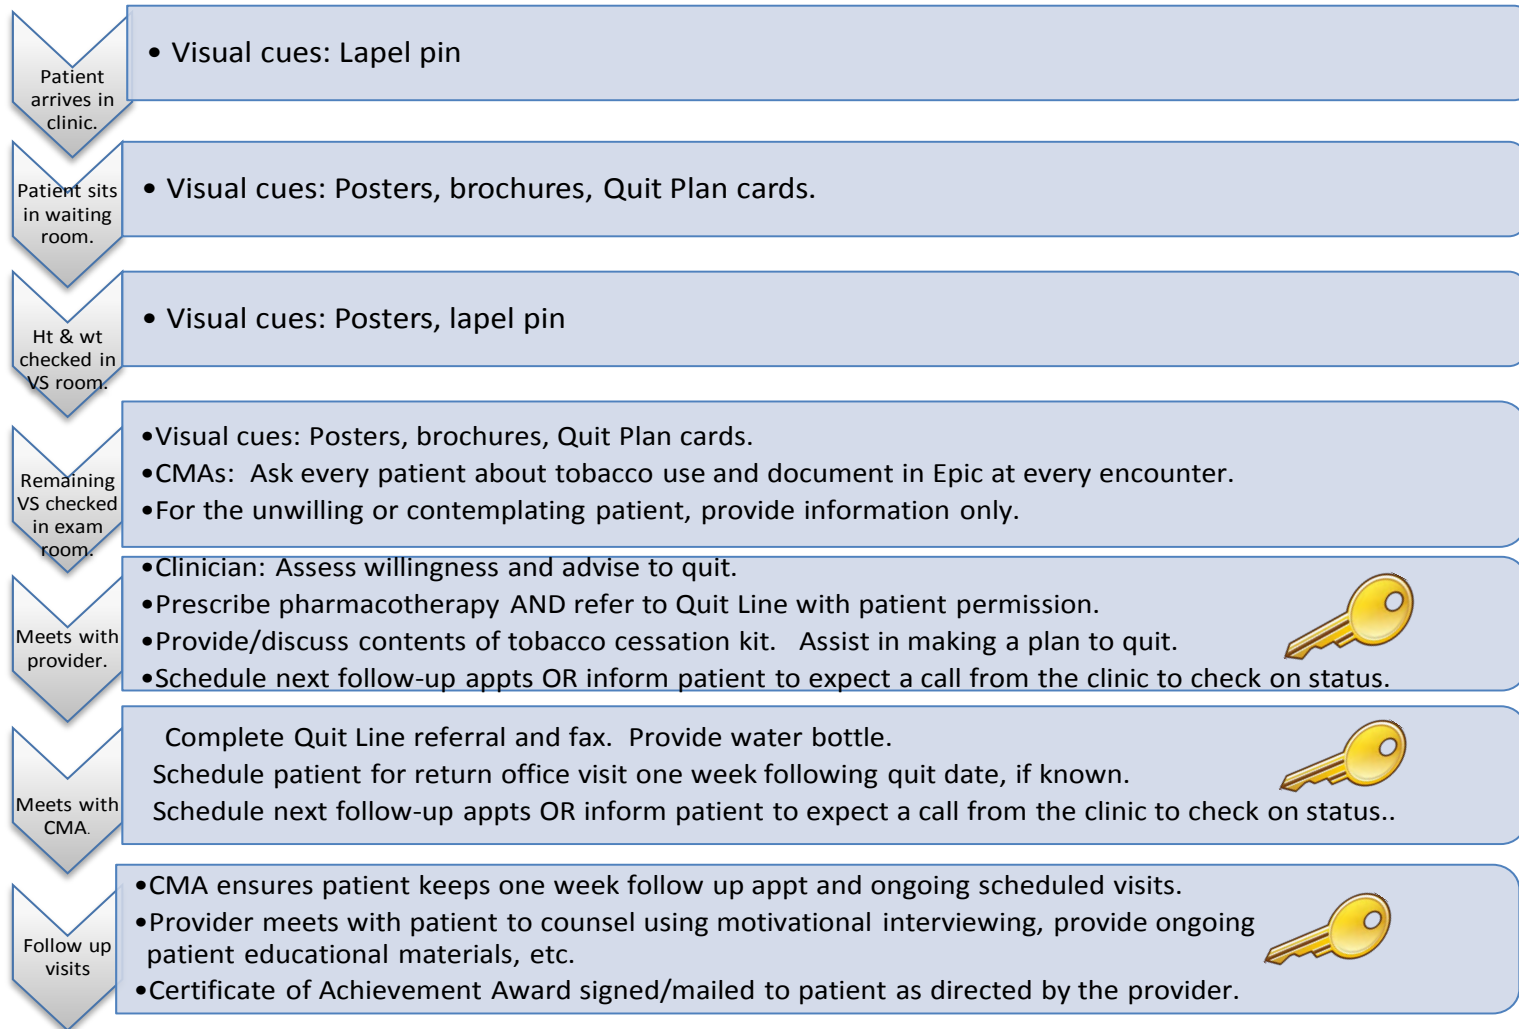 Patient
arrives in
clinic.
• Visual cues: Lapel pin
Patient sits
in waiting
room.
• Visual cues: Posters, brochures, Quit Plan cards.
Ht & wt
checked in
VS room.
• Visual cues: Posters, lapel pin
Remaining
VS checked
in exam
room.
•Visual cues: Posters, brochures, Quit Plan cards.
•CMAs: Ask every patient about tobacco use and document in Epic at every encounter.
•For the unwilling or contemplating patient, provide information only.
Meets with
provider.
•Clinician: Assess willingness and advise to quit.
•Prescribe pharmacotherapy AND refer to Quit Line with patient permission.
•Provide/discuss contents of tobacco cessation kit. Assist in making a plan to quit.
•Schedule next follow-up appts OR inform patient to expect a call from the clinic to check on status.
Meets with
CMA.
Complete Quit Line referral and fax. Provide water bottle.
Schedule patient for return office visit one week following quit date, if known.
Schedule next follow-up appts OR inform patient to expect a call from the clinic to check on status..
Follow up
visits
•CMA ensures patient keeps one week follow up appt and ongoing scheduled visits.
•Provider meets with patient to counsel using motivational interviewing, provide ongoing
patient educational materials, etc.
•Certificate of Achievement Award signed/mailed to patient as directed by the provider.